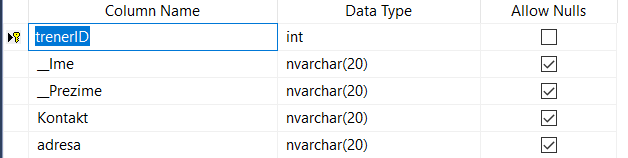 Column Name Data Type Allow Nulls
trenerID int
__Ime nvarchar(20)
__Prezime nvarchar(20)
Kontakt nvarchar(20)
adresa nvarchar(20)